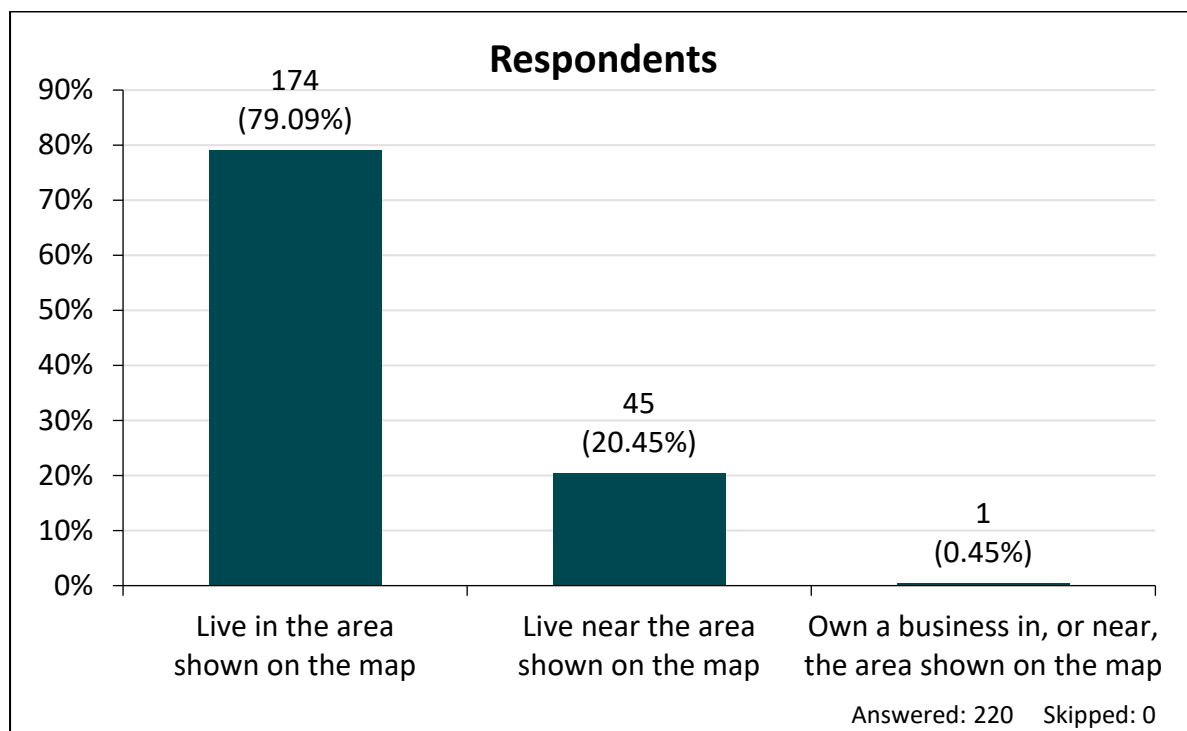 Respondents
174
(79.09%)
90%
80%
70%
60%
50%
40%
30%
20%
10%
0%
45
(20.45%)
1
(0.45%)
Live in the area
shown on the map
Live near the area
shown on the map
Own a business in, or near,
the area shown on the map
Answered: 220 Skipped: 0